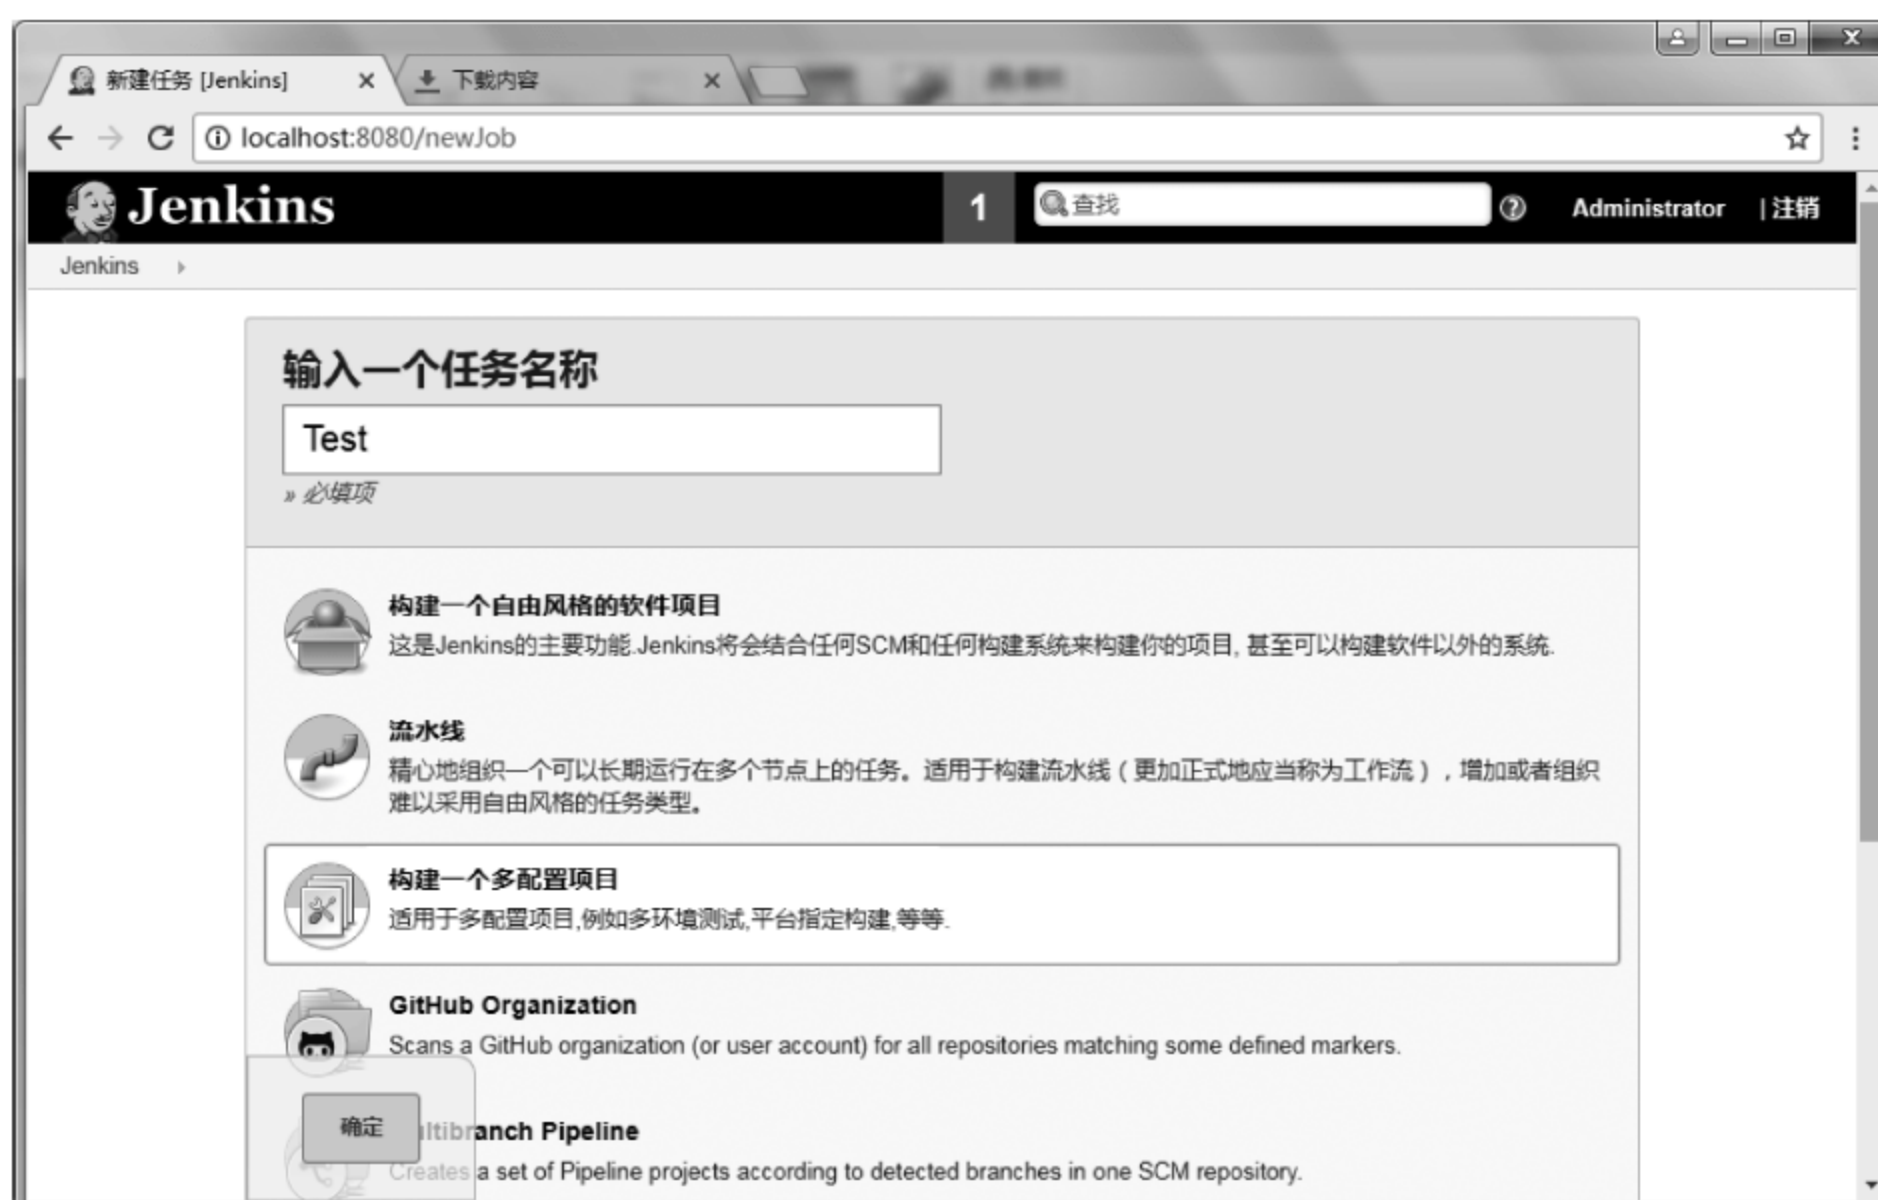 新建任务 [Jenkins]
下载内容
localhost:8080/newJob
Jenkins
1
查找
Administrator
| 注销
Jenkins
输入一个任务名称
Test
» 必填项
构建一个自由风格的软件项目
这是Jenkins的主要功能.Jenkins将会结合任何SCM和任何构建系统来构建你的项目, 甚至可以构建软件以外的系统.
流水线
精心地组织一个可以长期运行在多个节点上的任务。适用于构建流水线（更加正式地应当称为工作流），增加或者组织
难以采用自由风格的任务类型。
构建一个多配置项目
适用于多配置项目,例如多环境测试,平台指定构建,等等.
GitHub Organization
Scans a GitHub organization (or user account) for all repositories matching some defined markers.
确定
ltibranch Pipeline
Creates a set of Pipeline projects according to detected branches in one SCM repository.